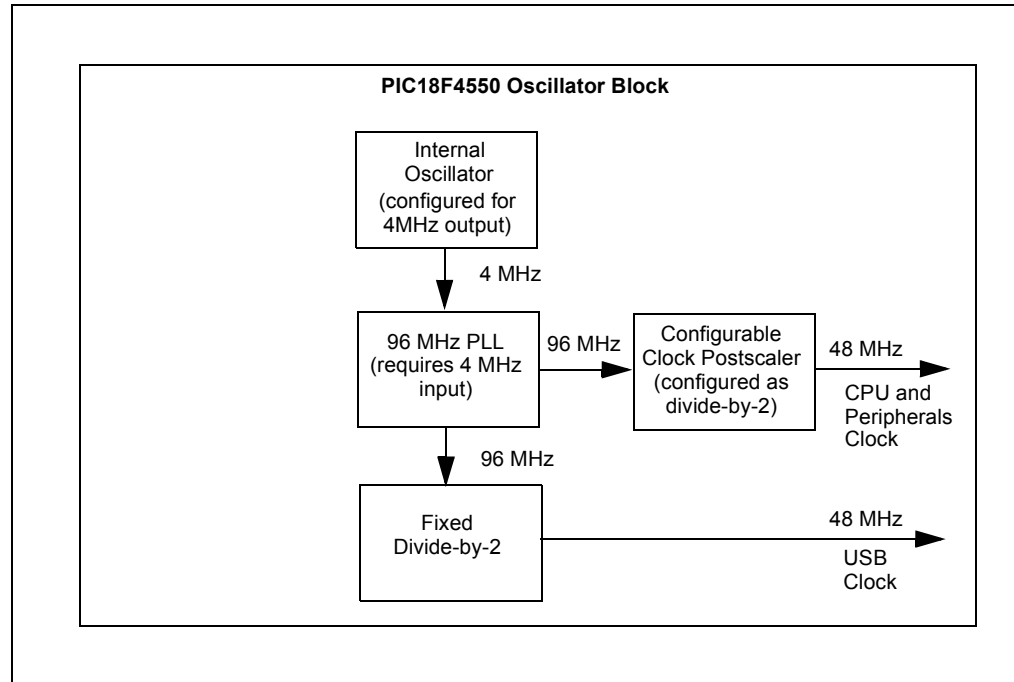 PIC18F4550 Oscillator Block
Internal
Oscillator
(configured for
4MHz output)
4 MHz
96 MHz PLL
(requires 4 MHz
input)
96 MHz
Configurable
Clock Postscaler
(configured as
divide-by-2)
48 MHz
CPU and
Peripherals
Clock
96 MHz
Fixed
Divide-by-2
48 MHz
USB
Clock